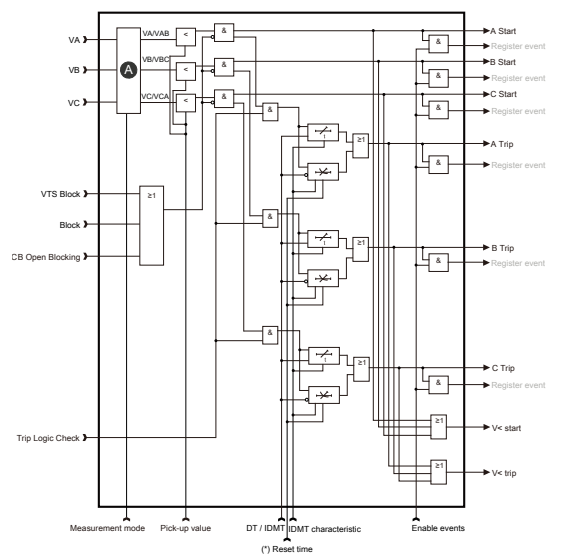 VA
VA/VAB
<
&
A Start
&
Register event
VB
VB/VBC
<
&
B Start
A
&
Register event
VC
VC/VCA
<
&
C Start
&
&
Register event
t
≥1
A Trip
&
Register event
VTS Block
≥1
Block
&
t
≥1
B Trip
CB Open Blocking
&
Register event
&
t
≥1
C Trip
&
Register event
≥1
V< start
Trip Logic Check
≥1
V< trip
Measurement mode
Pick-up value
DT / IDMT
IDMT characteristic
Enable events
(*) Reset time